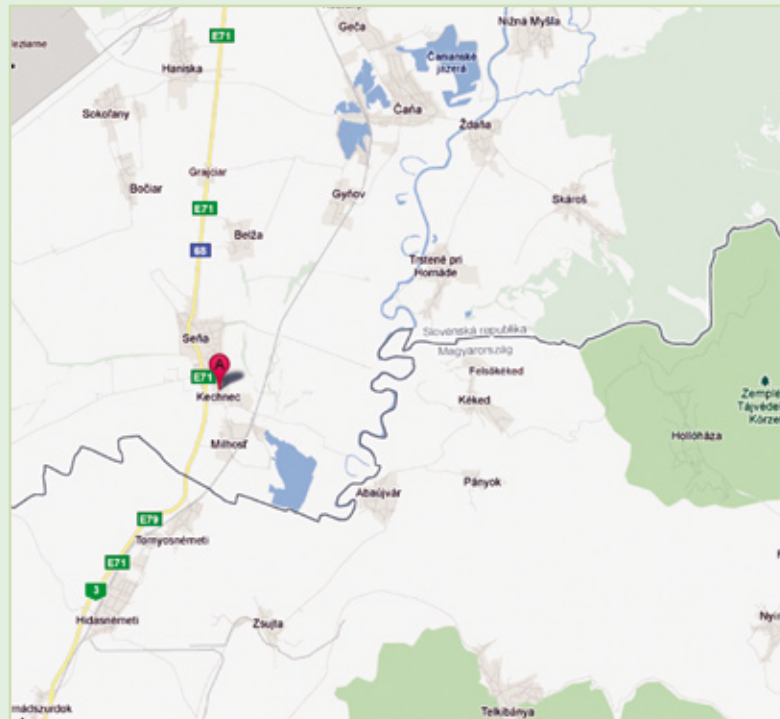 E71
Nižná Myšľa
Geča
Haniska
Čanianske
jazerá
Čaňa
Sokoľany
Ždaňa
Grajciar
Bočiar
Gyňov
Skároš
E71
Belža
68
Trstené pri
Hornáde
Seňa
Slovenská republika
Magyarország
A
E71
Felsőkéked
Kechnec
Kéked
Hollóháza
Milhosť
Pányok
Abaújvár
E79
Tornyosnémeti
E71
3
Hidasnémeti
Zsujta
Telkibánya